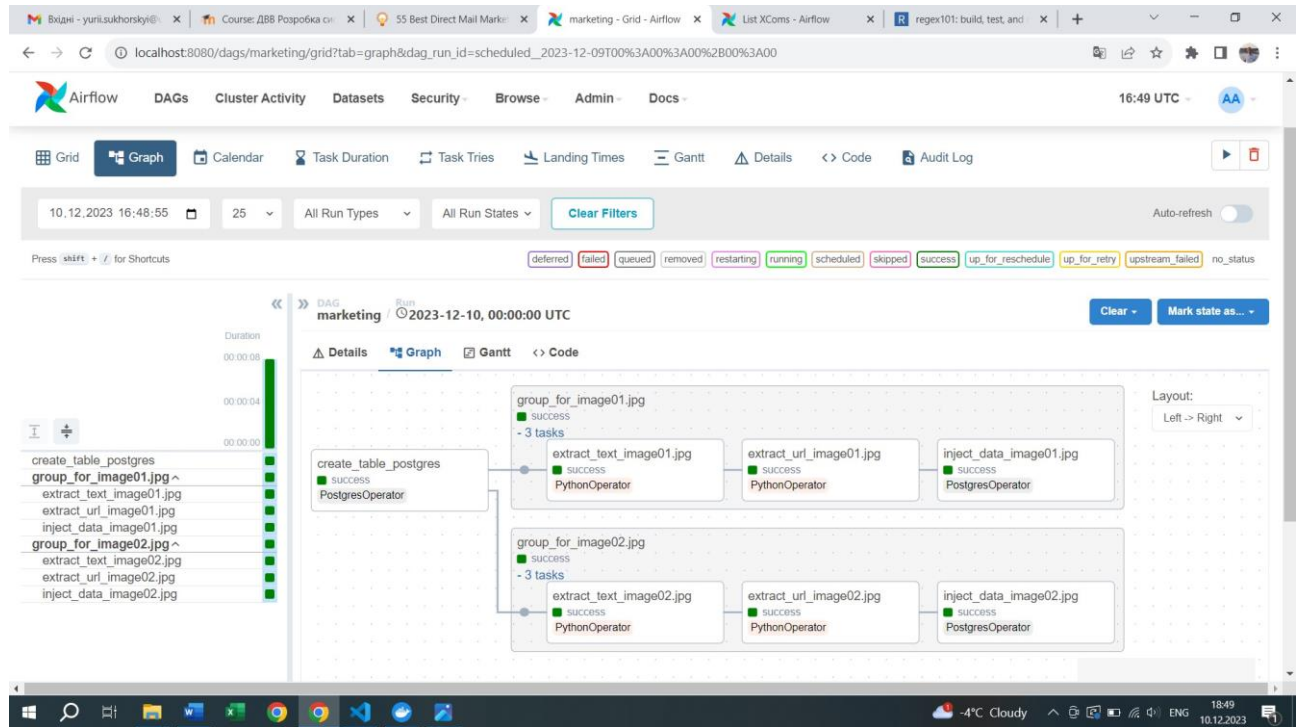 Вхідні - yurii.sukhorskyi@
Course: ДВВ Розробка си
55 Best Direct Mail Marke
marketing - Grid - Airflow
List XComs - Airflow
regex101: build, test, and
localhost:8080/dags/marketing/grid?tab=graph&dag_run_id=scheduled__2023-12-09T00%3A00%3A00%2B00%3A00
Airflow DAGs Cluster Activity Datasets Security Browse Admin Docs 16:49 UTC AA
Grid Graph Calendar Task Duration Task Tries Landing Times Gantt Details <> Code Audit Log
10.12.2023 16:48:55 25 All Run Types All Run States Clear Filters Auto-refresh
Press shift + / for Shortcuts
deferred failed queued removed restarting running scheduled skipped success up_for_reschedule up_for_retry upstream_failed no_status
Duration
00:00:08
00:00:04
00:00:00
create_table_postgres
group_for_image01.jpg
extract_text_image01.jpg
extract_url_image01.jpg
inject_data_image01.jpg
group_for_image02.jpg
extract_text_image02.jpg
extract_url_image02.jpg
inject_data_image02.jpg
DAG Run
marketing / 2023-12-10, 00:00:00 UTC
Clear Mark state as...
Details Graph Gantt <> Code
Layout:
Left -> Right
create_table_postgres
success
PostgresOperator
group_for_image01.jpg
success
- 3 tasks
extract_text_image01.jpg
success
PythonOperator
extract_url_image01.jpg
success
PythonOperator
inject_data_image01.jpg
success
PostgresOperator
group_for_image02.jpg
success
- 3 tasks
extract_text_image02.jpg
success
PythonOperator
extract_url_image02.jpg
success
PythonOperator
inject_data_image02.jpg
success
PostgresOperator
-4°C Cloudy ENG
18:49
10.12.2023